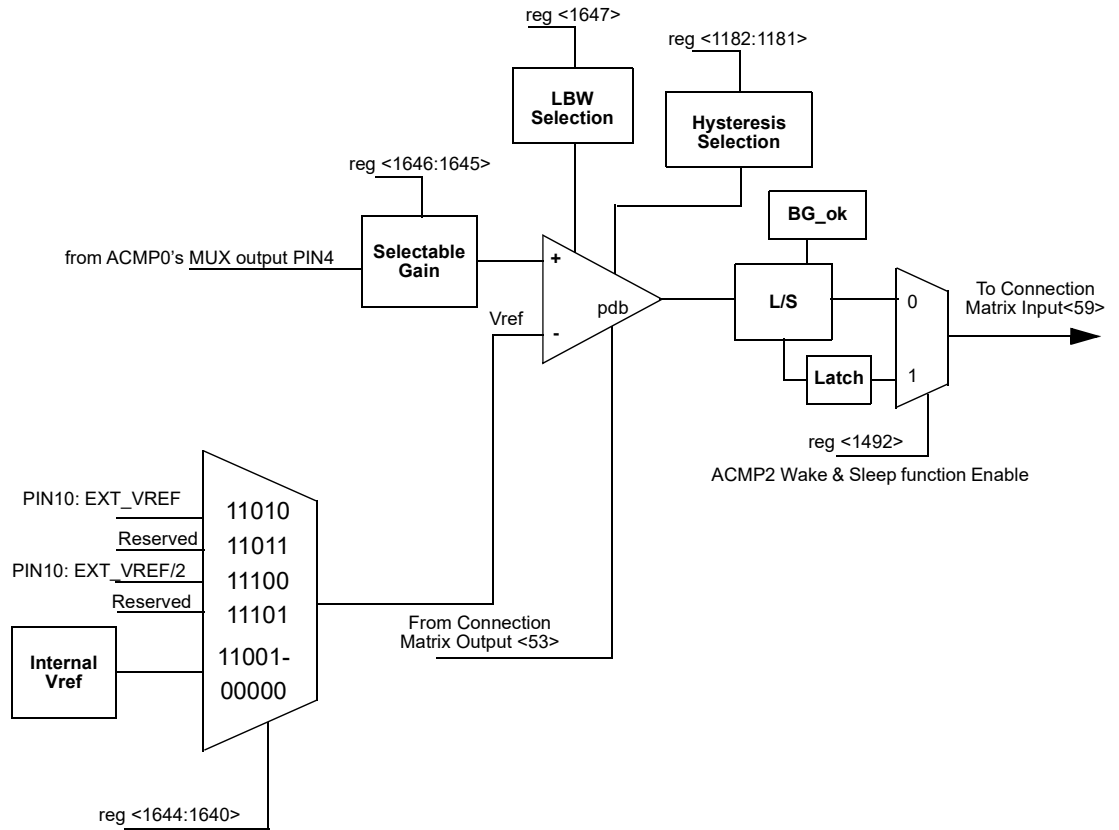 reg <1647>
reg <1182:1181>
LBW
Selection
Hysteresis
Selection
reg <1646:1645>
BG_ok
Selectable
Gain
from ACMP0's MUX output PIN4
+
L/S
0
To Connection
Matrix Input<59>
pdb
Vref
-
Latch
1
reg <1492>
ACMP2 Wake & Sleep function Enable
PIN10: EXT_VREF
11010
Reserved
11011
PIN10: EXT_VREF/2
11100
Reserved
11101
From Connection
Matrix Output <53>
Internal
Vref
11001-
00000
reg <1644:1640>